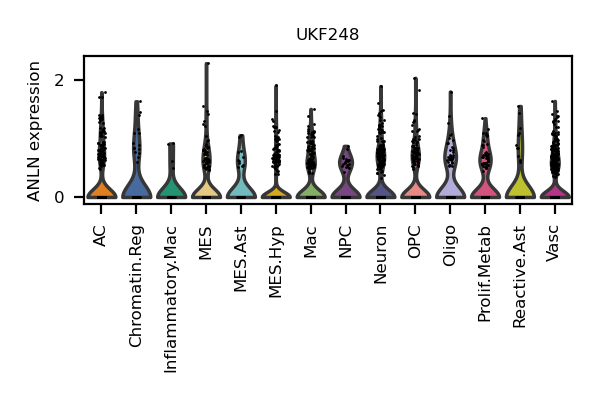 UKF248
ANLN expression
2
0
AC
Chromatin.Reg
Inflammatory.Mac
MES
MES.Ast
MES.Hyp
Mac
NPC
Neuron
OPC
Oligo
Prolif.Metab
Reactive.Ast
Vasc